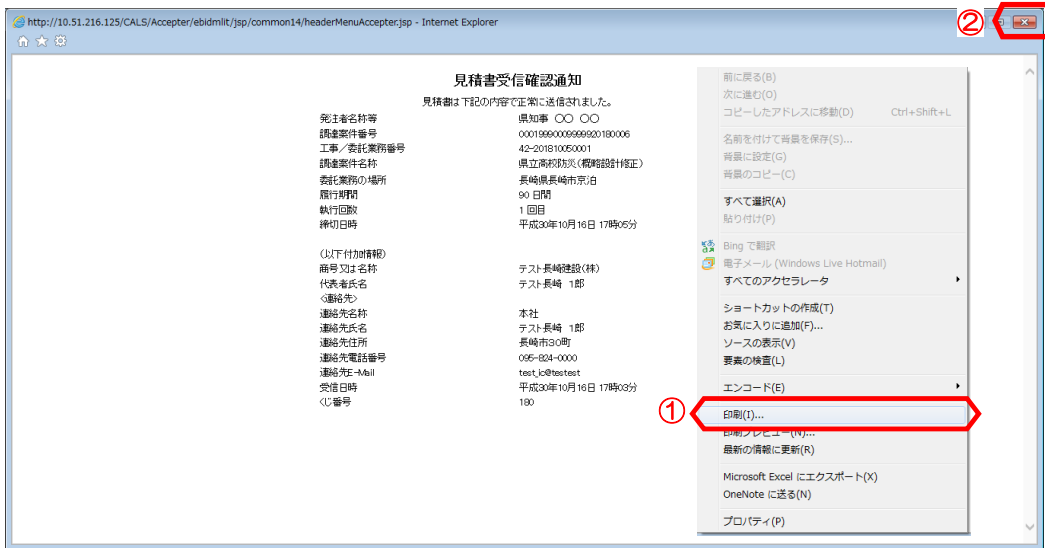 http://10.51.216.125/CALS/Accepter/ebidmlit/jsp/common14/headerMenuAccepter.jsp - Internet Explorer
②
見積書受信確認通知
見積書は下記の内容で正常に送信されました。
発注者名称等 県知事 〇〇 〇〇
調達案件番号 00019990009999920180006
工事／委託業務番号 42-201810050001
調達案件名称 県立高校防災(概略設計修正)
委託業務の場所 長崎県長崎市京泊
履行期間 90 日間
執行回数 1 回目
締切日時 平成30年10月16日 17時05分
(以下付加情報)
商号又は名称 テスト長崎建設(株)
代表者氏名 テスト長崎 1郎
<連絡先>
連絡先名称 本社
連絡先氏名 テスト長崎 1郎
連絡先住所 長崎市30町
連絡先電話番号 095-824-0000
連絡先E-Mail test_ic@testest
受信日時 平成30年10月16日 17時03分
くじ番号 180
前に戻る(B)
次に進む(O)
コピーしたアドレスに移動(D) Ctrl+Shift+L
名前を付けて背景を保存(S)...
背景に設定(G)
背景のコピー(C)
すべて選択(A)
貼り付け(P)
Bing で翻訳
電子メール (Windows Live Hotmail)
すべてのアクセラレータ
ショートカットの作成(T)
お気に入りに追加(F)...
ソースの表示(V)
要素の検査(L)
エンコード(E)
① 印刷(I)...
印刷プレビュー(N)...
最新の情報に更新(R)
Microsoft Excel にエクスポート(X)
OneNote に送る(N)
プロパティ(P)